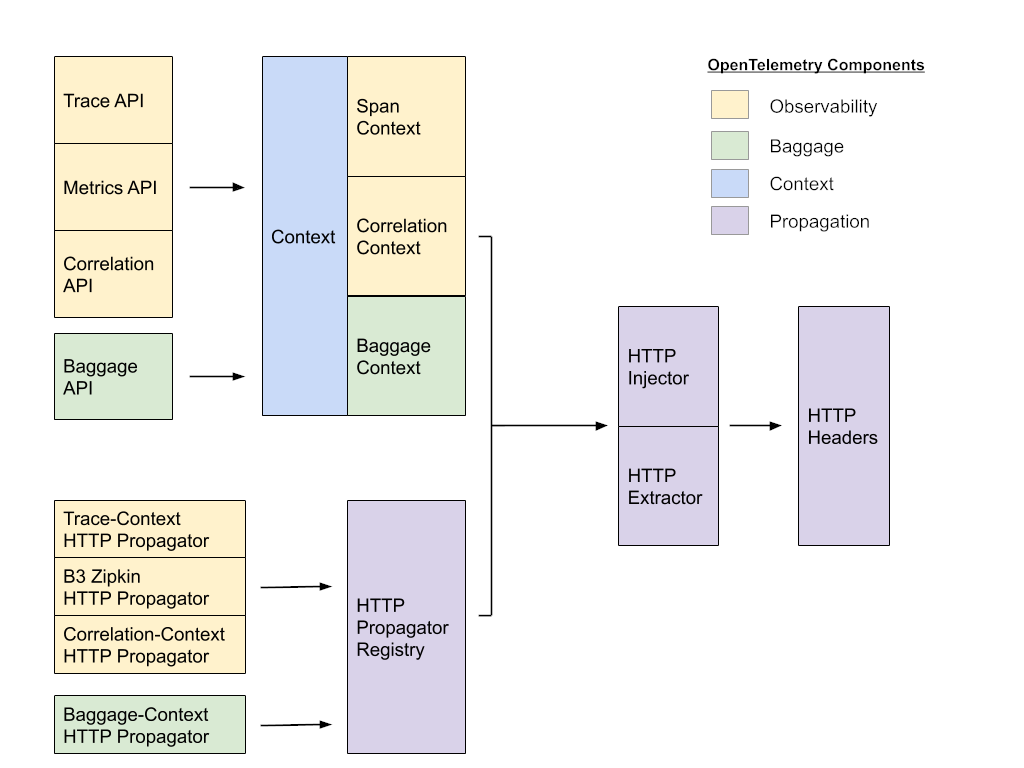 OpenTelemetry Components
Observability
Baggage
Context
Propagation
Trace API
Metrics API
Correlation
API
Baggage
API
Context
Span
Context
Correlation
Context
Baggage
Context
Trace-Context
HTTP Propagator
B3 Zipkin
HTTP Propagator
Correlation-Context
HTTP Propagator
Baggage-Context
HTTP Propagator
HTTP
Propagator
Registry
HTTP
Injector
HTTP
Extractor
HTTP
Headers